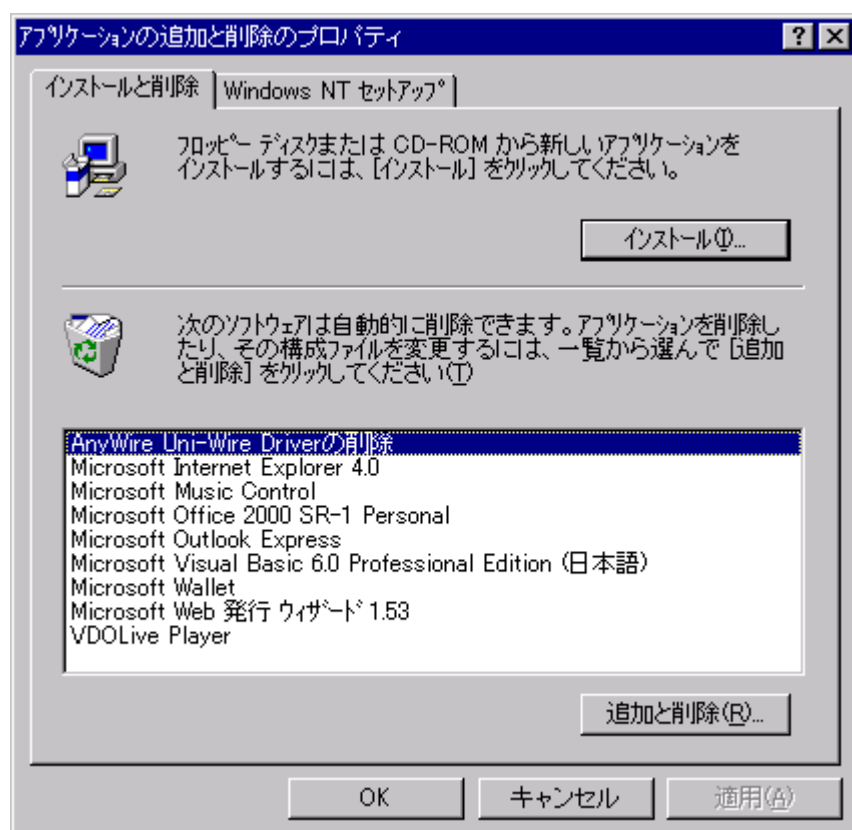 アプリケーションの追加と削除のプロパティ
インストールと削除
Windows NT セットアップ
フロッピー ディスクまたは CD-ROM から新しいアプリケーションを
インストールするには、[インストール] をクリックしてください。
インストール(I)...
次のソフトウェアは自動的に削除できます。アプリケーションを削除し
たり、その構成ファイルを変更するには、一覧から選んで [追加
と削除] をクリックしてください(T)
AnyWire Uni-Wire Driverの削除
Microsoft Internet Explorer 4.0
Microsoft Music Control
Microsoft Office 2000 SR-1 Personal
Microsoft Outlook Express
Microsoft Visual Basic 6.0 Professional Edition (日本語)
Microsoft Wallet
Microsoft Web 発行 ウィザード 1.53
VDOLive Player
追加と削除(R)...
OK
キャンセル
適用(A)